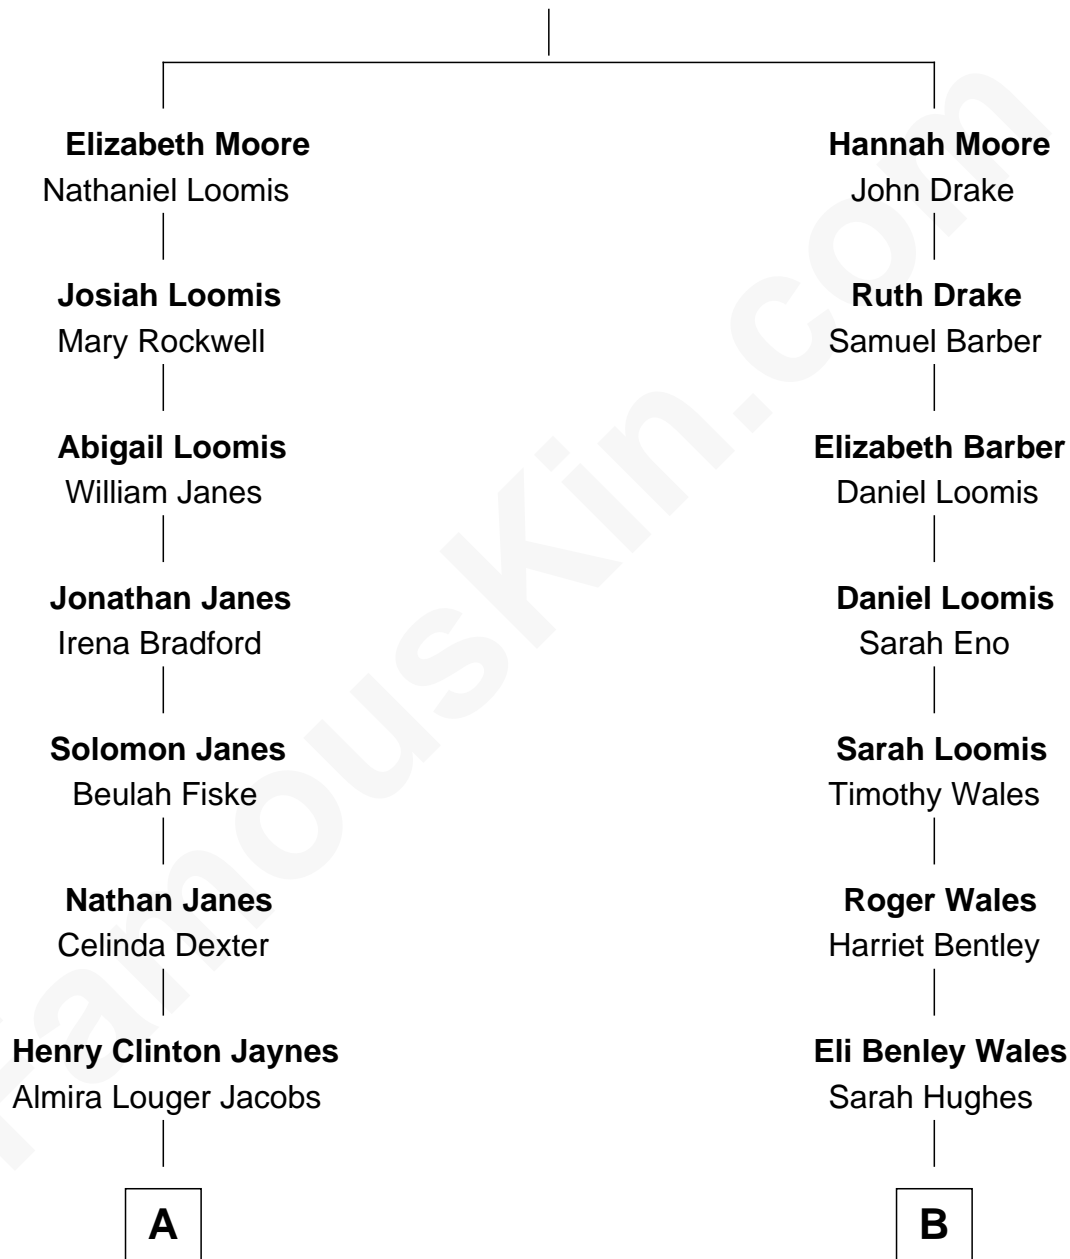 Elizabeth Moore
Nathaniel Loomis
Hannah Moore
John Drake
Josiah Loomis
Mary Rockwell
Ruth Drake
Samuel Barber
Abigail Loomis
William Janes
Elizabeth Barber
Daniel Loomis
Jonathan Janes
Irena Bradford
Daniel Loomis
Sarah Eno
Solomon Janes
Beulah Fiske
Sarah Loomis
Timothy Wales
Nathan Janes
Celinda Dexter
Roger Wales
Harriet Bentley
Henry Clinton Jaynes
Almira Louger Jacobs
Eli Benley Wales
Sarah Hughes
A
B
FamousKin.com